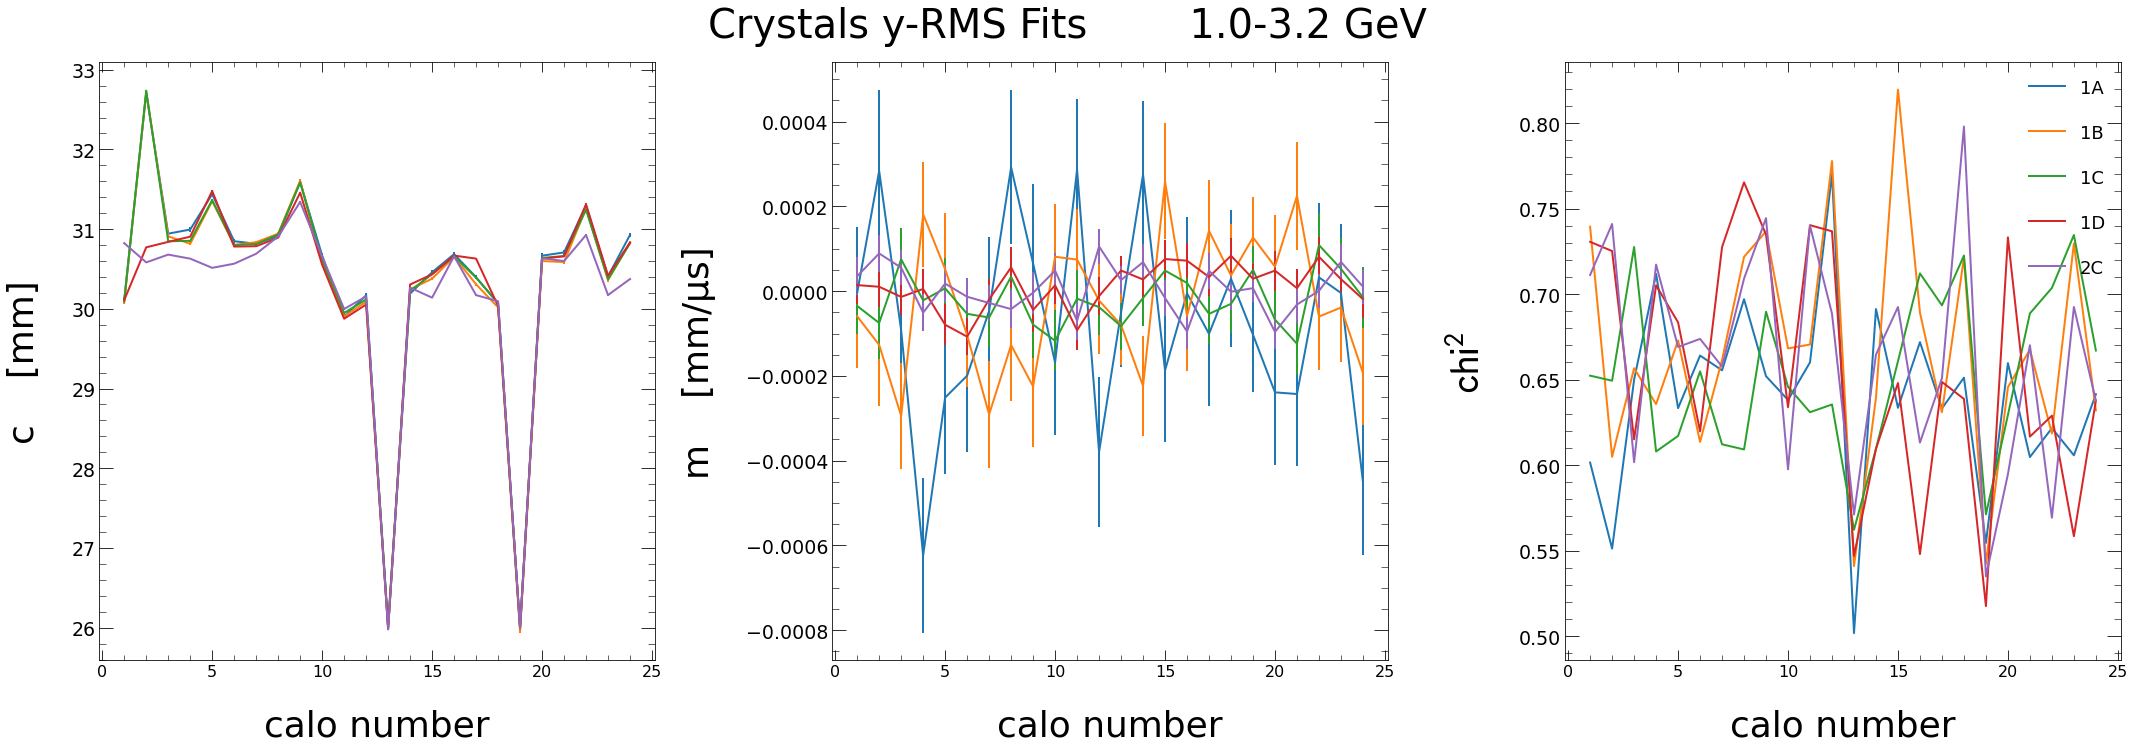 Crystals y-RMS Fits 1.0-3.2 GeV
c [mm]
33
32
31
30
29
28
27
26
0 5 10 15 20 25
calo number
m [mm/µs]
0.0004
0.0002
0.0000
−0.0002
−0.0004
−0.0006
−0.0008
0 5 10 15 20 25
calo number
chi²
0.80
0.75
0.70
0.65
0.60
0.55
0.50
0 5 10 15 20 25
calo number
1A
1B
1C
1D
2C